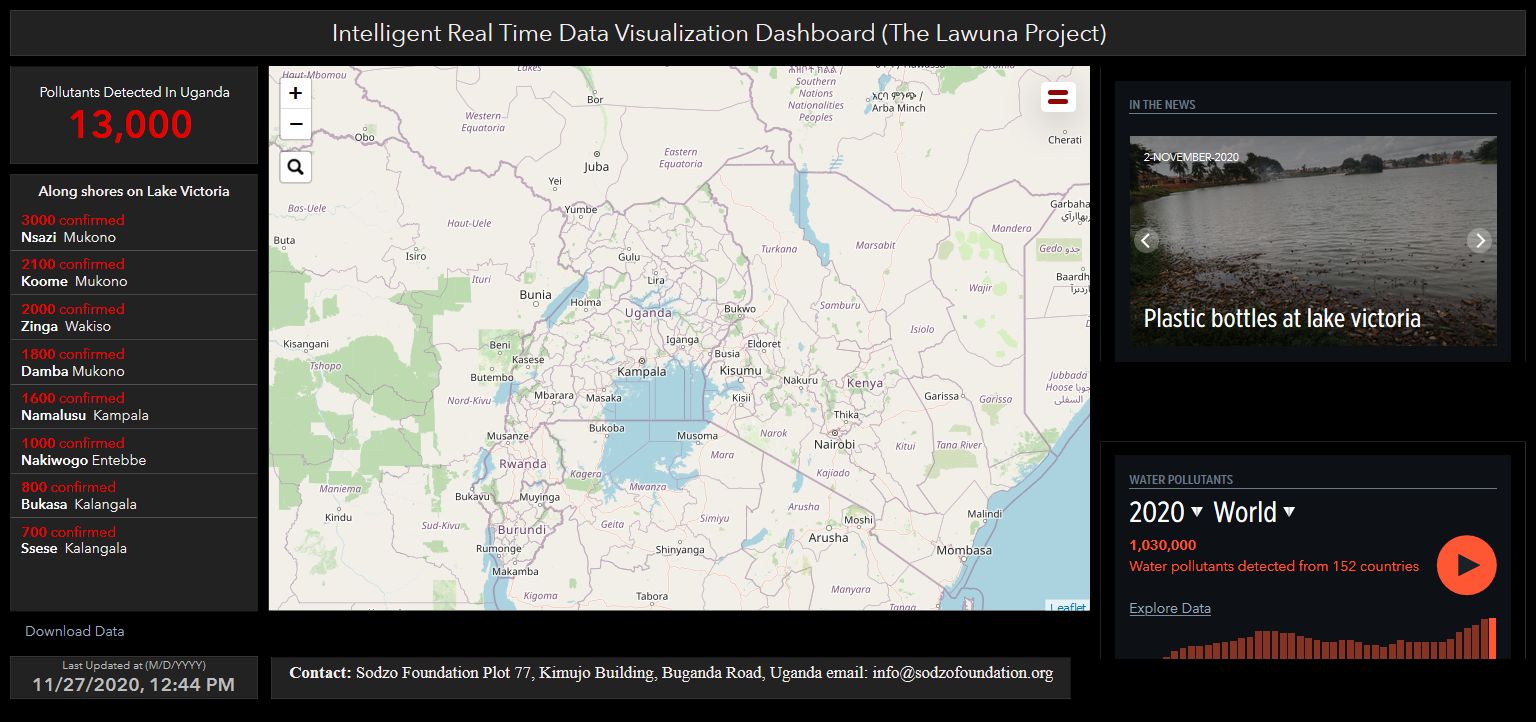 Intelligent Real Time Data Visualization Dashboard (The Lawuna Project)
Pollutants Detected In Uganda
13,000
Along shores on Lake Victoria
3000 confirmed
Nsazi Mukono
2100 confirmed
Koome Mukono
2000 confirmed
Zinga Wakiso
1800 confirmed
Damba Mukono
1600 confirmed
Namalusu Kampala
1000 confirmed
Nakiwogo Entebbe
800 confirmed
Bukasa Kalangala
700 confirmed
Ssese Kalangala
Download Data
Last Updated at (M/D/YYYY)
11/27/2020, 12:44 PM
+
−
Haut-Mbomou
Lakes
Bor
Southern
Nations
Nationalities
Peoples
አርባ ምንጭ /
Arba Minch
Western
Equatoria
Obo
Cherati
Juba
Eastern
Equatoria
Yei
Bas-Uele
Yumbe
Haut-Uele
Mandera
Buta
Isiro
Gulu
Turkana
Marsabit
Gedo جدو
Ituri
Lira
Bunia
Hoima
Wajir
Uganda
Bukwo
Samburu
Isiolo
Kisangani
Beni
Iganga
Eldoret
Tshopo
Kasese
Busia
Butembo
Kampala
Kisumu
Nakuru
Kenya
Jubbada
Hoose جوبا
السفلى
Nord-Kivu
Mbarara
Masaka
Kisii
Garissa
Garissa
Thika
Musanze
Bukoba
Musoma
Narok
Nairobi
Kitui
Tana River
Mara
Rwanda
Kagera
Kajiado
Maniema
Bukavu
Muyinga
Mwanza
Kindu
Sud-Kivu
Burundi
Geita
Simiyu
Arusha
Moshi
Malindi
Rumonge
Shinyanga
Arusha
Mombasa
Makamba
Kigoma
Tabora
Manyara
Tanga
Leaflet
Contact: Sodzo Foundation Plot 77, Kimujo Building, Buganda Road, Uganda email: info@sodzofoundation.org
IN THE NEWS
2-NOVEMBER-2020
Plastic bottles at lake victoria
WATER POLLUTANTS
2020 ▾ World ▾
1,030,000
Water pollutants detected from 152 countries
Explore Data